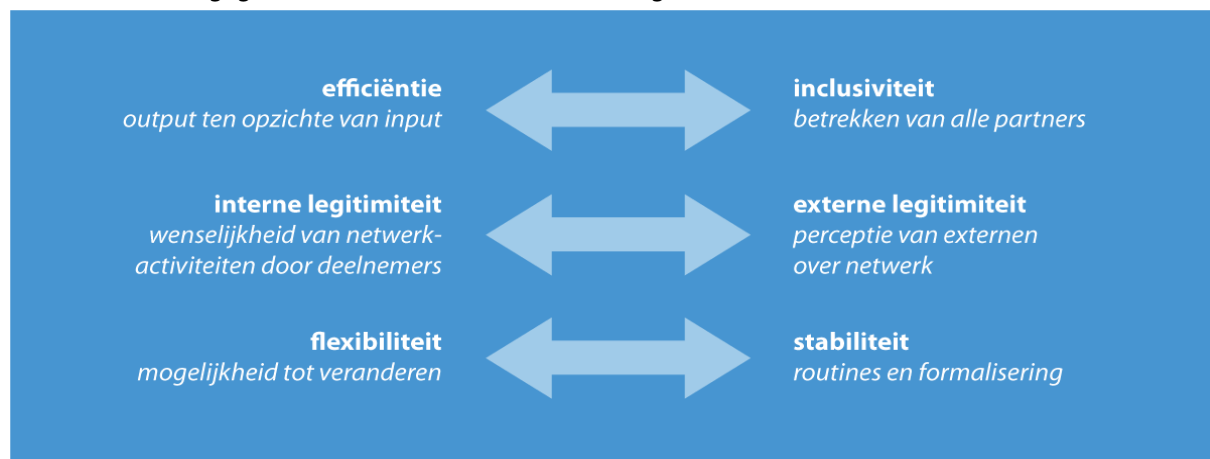 efficiëntie
output ten opzichte van input
inclusiviteit
betrekken van alle partners
interne legitimiteit
wenselijkheid van netwerk-
activiteiten door deelnemers
externe legitimiteit
perceptie van externen
over netwerk
flexibiliteit
mogelijkheid tot veranderen
stabiliteit
routines en formalisering